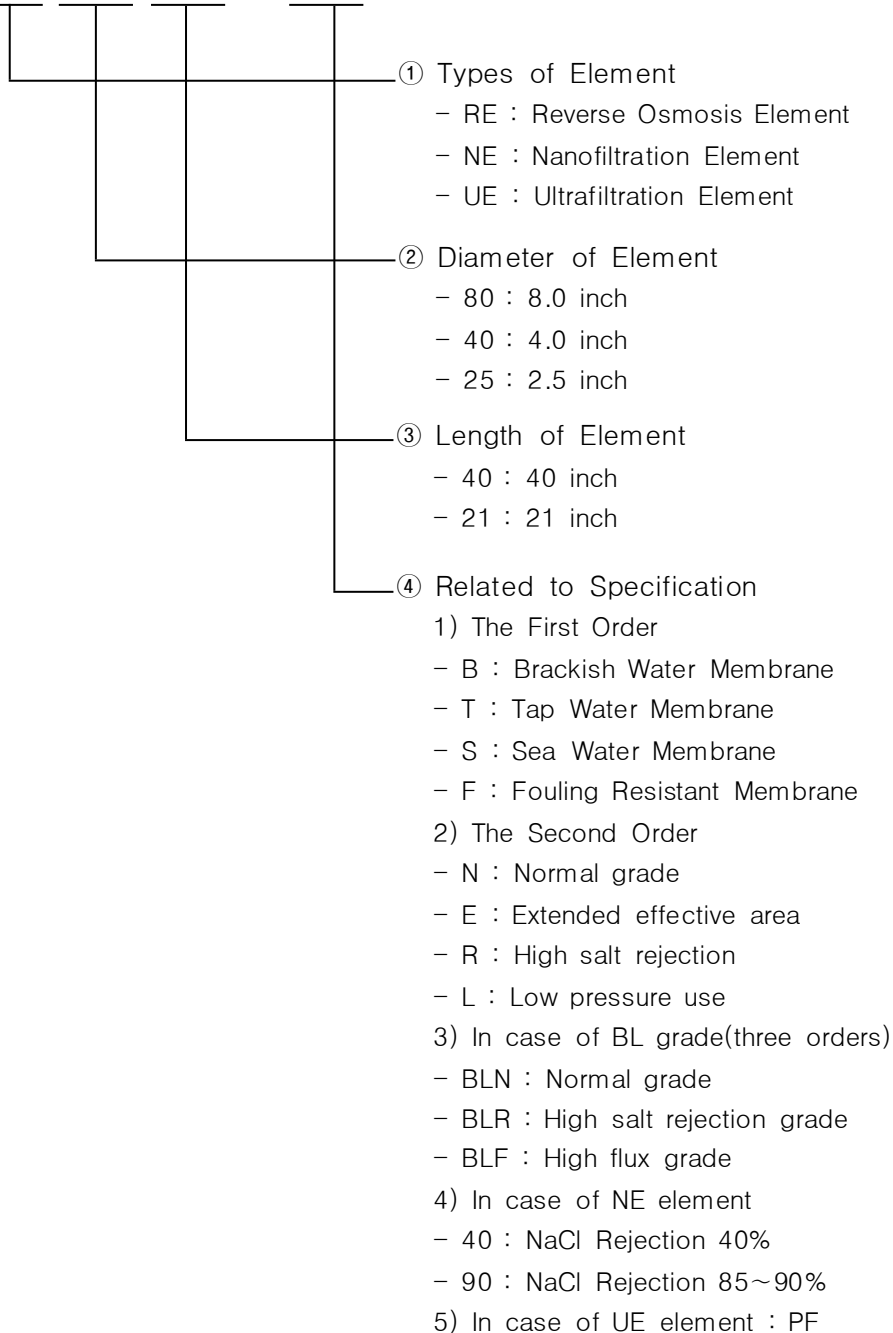 ① Types of Element
- RE : Reverse Osmosis Element
- NE : Nanofiltration Element
- UE : Ultrafiltration Element
② Diameter of Element
- 80 : 8.0 inch
- 40 : 4.0 inch
- 25 : 2.5 inch
③ Length of Element
- 40 : 40 inch
- 21 : 21 inch
④ Related to Specification
1) The First Order
- B : Brackish Water Membrane
- T : Tap Water Membrane
- S : Sea Water Membrane
- F : Fouling Resistant Membrane
2) The Second Order
- N : Normal grade
- E : Extended effective area
- R : High salt rejection
- L : Low pressure use
3) In case of BL grade(three orders)
- BLN : Normal grade
- BLR : High salt rejection grade
- BLF : High flux grade
4) In case of NE element
- 40 : NaCl Rejection 40%
- 90 : NaCl Rejection 85~90%
5) In case of UE element : PF